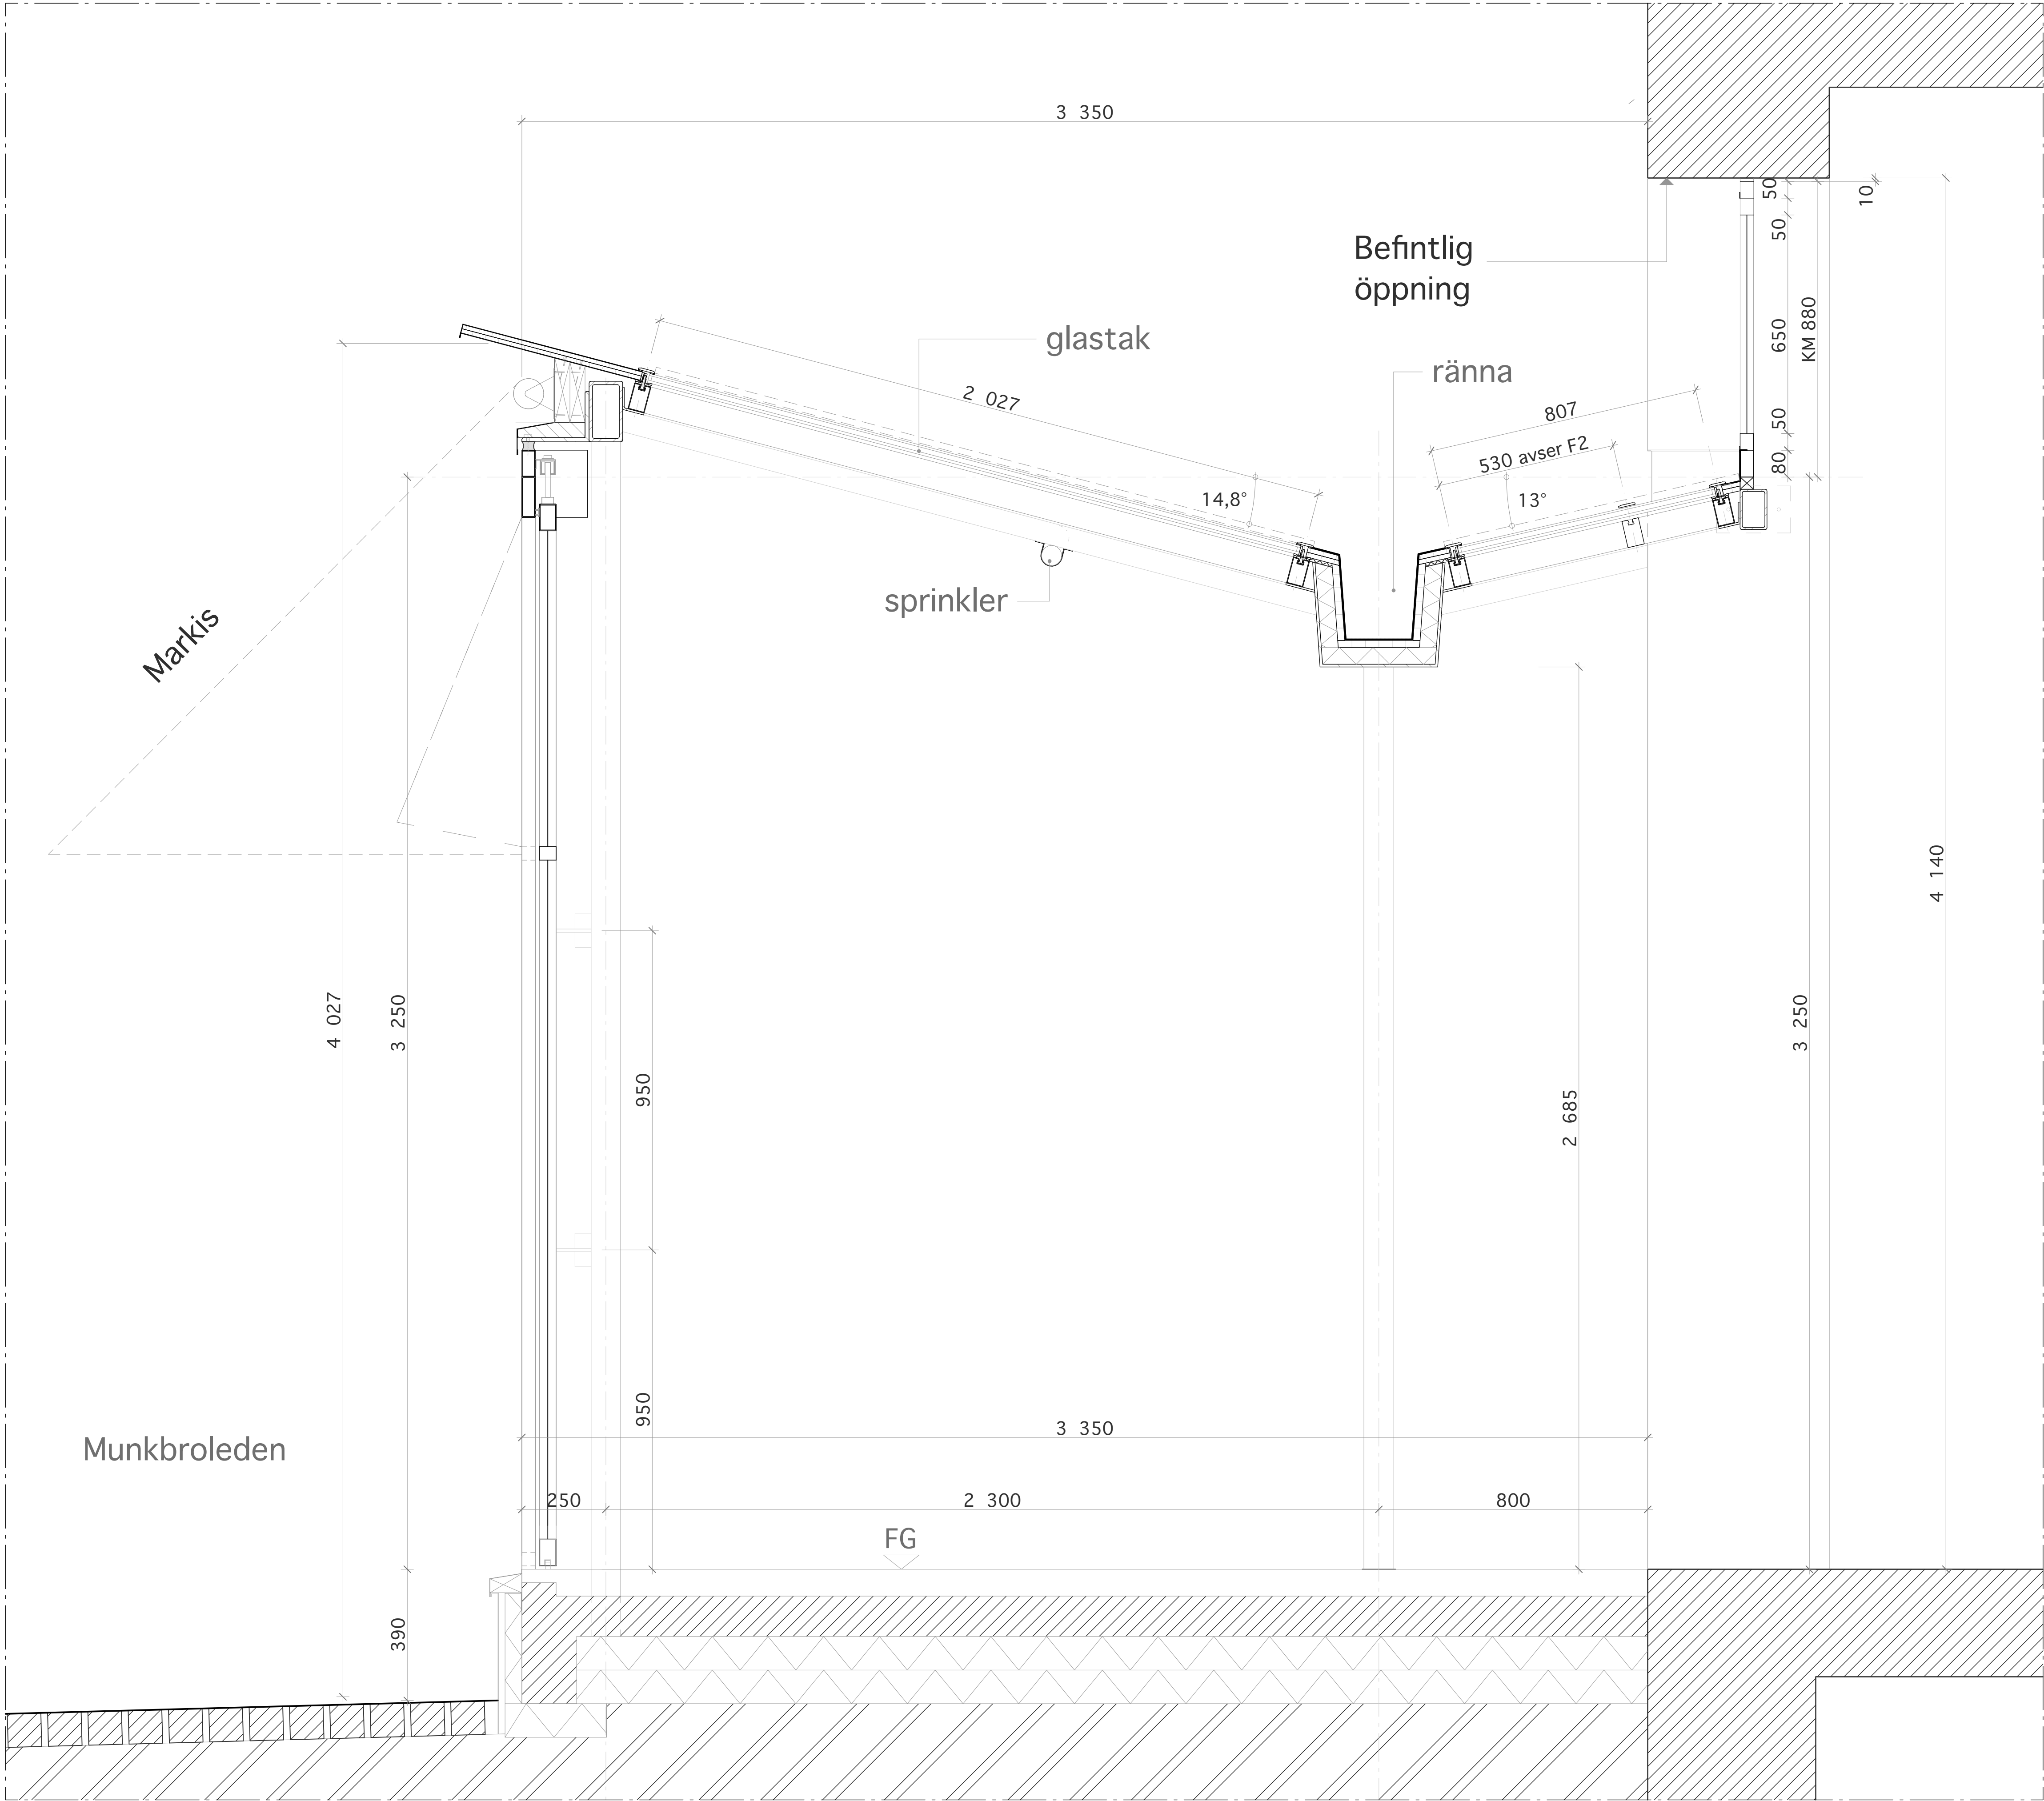 3 350
50
10
50
Befintlig
öppning
KM 880
650
glastak
ränna
2 027
807
50
530 avser F2
80
14,8°
13°
sprinkler
Markis
4 140
4 027
3 250
3 250
950
2 685
950
3 350
Munkbroleden
250
2 300
800
FG
390